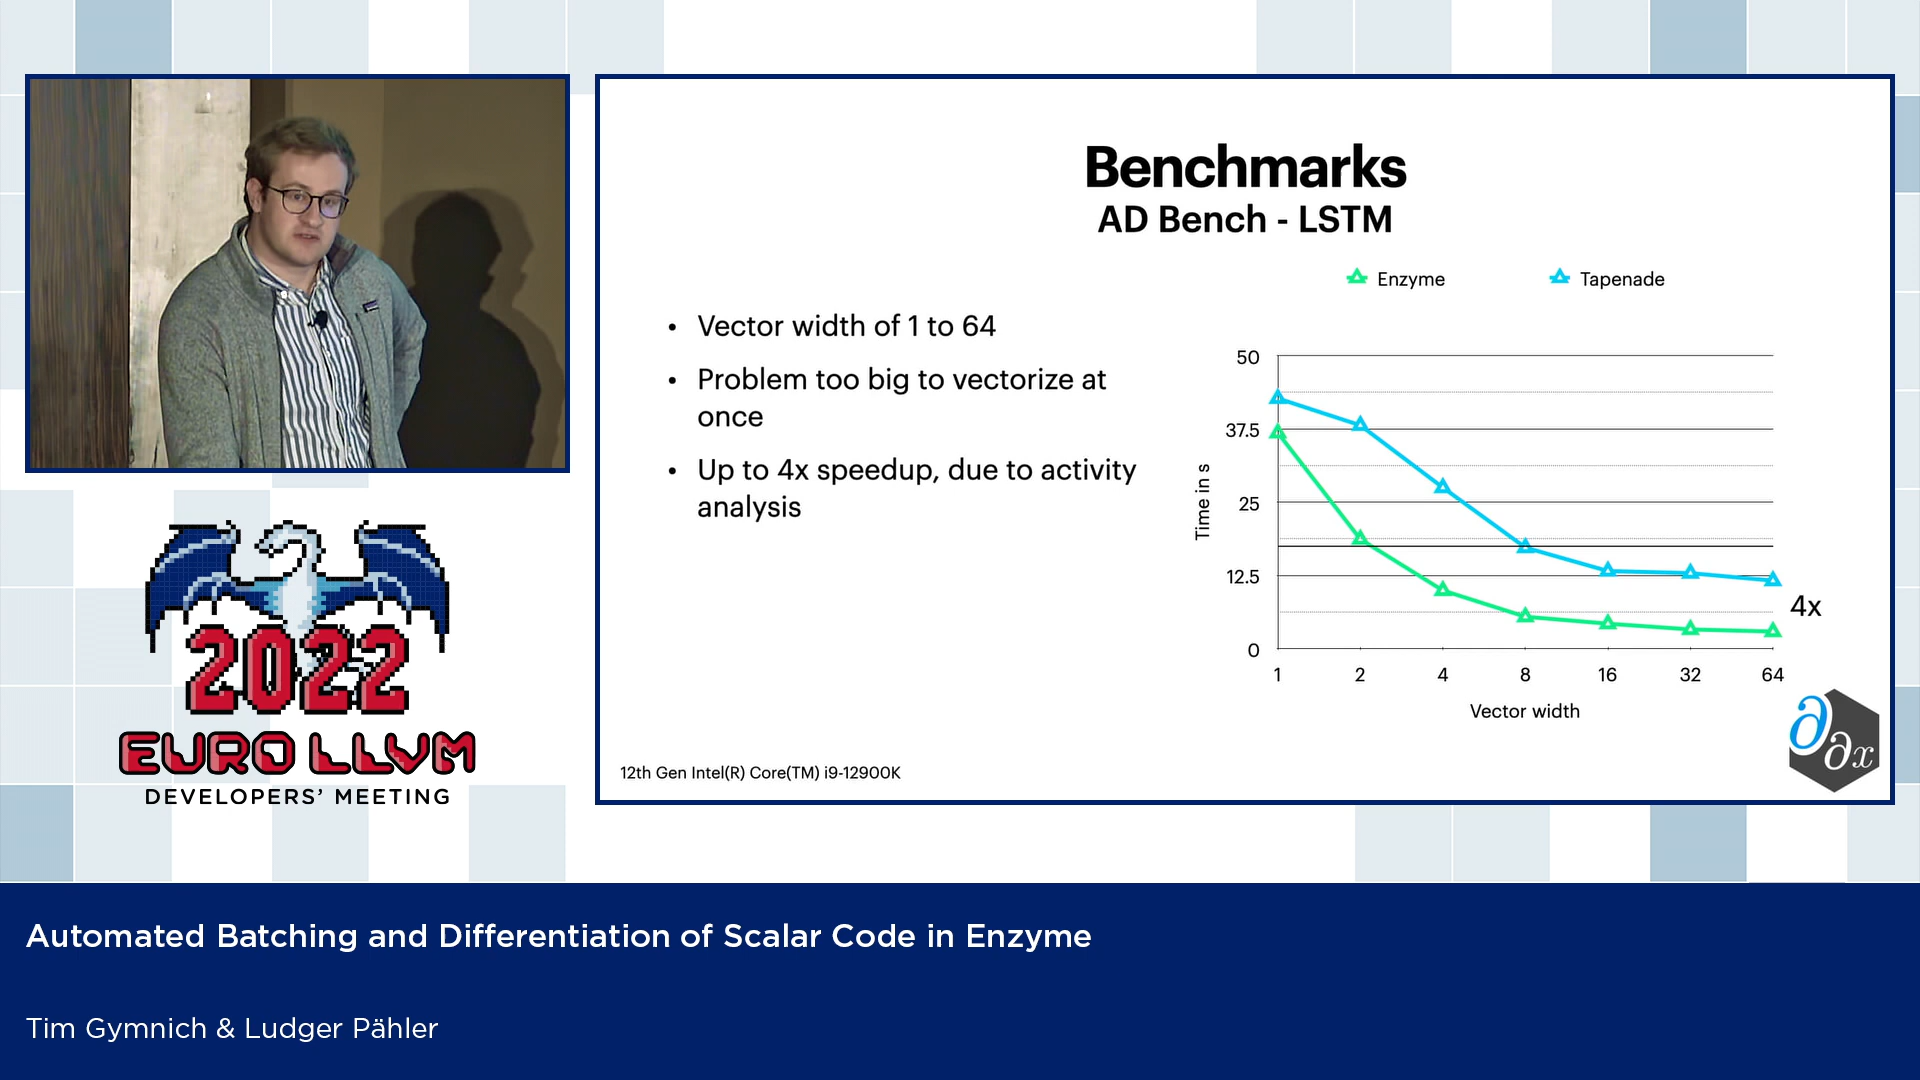 Benchmarks
AD Bench - LSTM
Enzyme
Tapenade
• Vector width of 1 to 64
• Problem too big to vectorize at
once
• Up to 4x speedup, due to activity
analysis
50
37.5
25
12.5
0
Time in s
1 2 4 8 16 32 64
Vector width
4x
∂
∂x
12th Gen Intel(R) Core(TM) i9-12900K
2022
EURO LLVM
DEVELOPERS’ MEETING
Automated Batching and Differentiation of Scalar Code in Enzyme
Tim Gymnich & Ludger Pähler